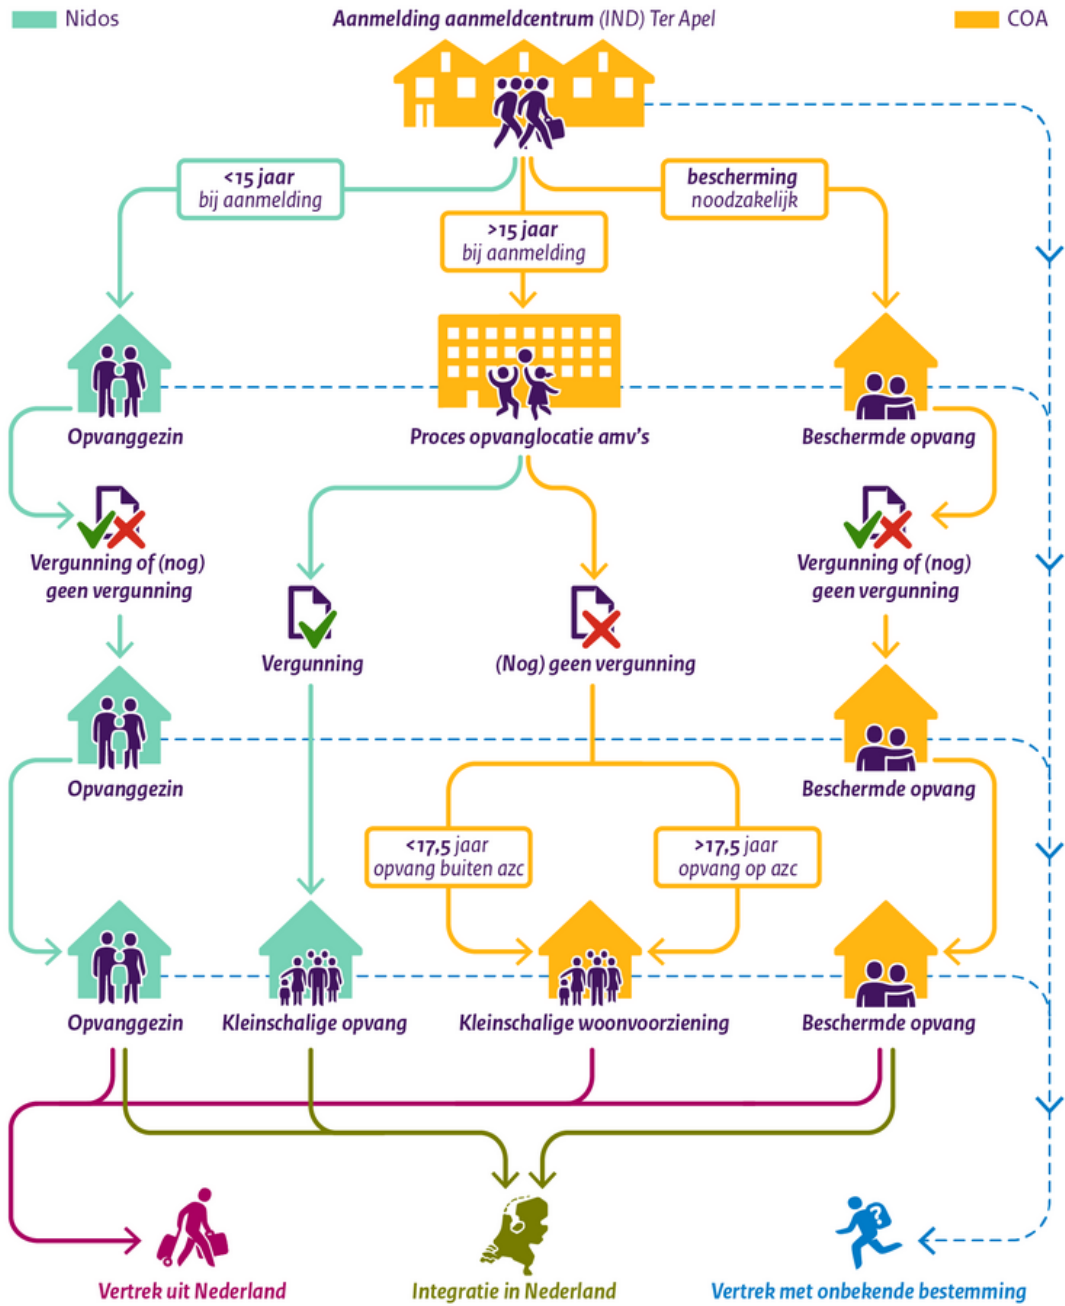 Nidos
Aanmelding aanmeldcentrum (IND) Ter Apel
COA
<15 jaar
bij aanmelding
>15 jaar
bij aanmelding
bescherming
noodzakelijk
Opvanggezin
Proces opvanglocatie amv's
Beschermde opvang
Vergunning of (nog)
geen vergunning
Vergunning of (nog)
geen vergunning
Vergunning
(Nog) geen vergunning
Opvanggezin
Beschermde opvang
<17,5 jaar
opvang buiten azc
>17,5 jaar
opvang op azc
Opvanggezin
Kleinschalige opvang
Kleinschalige woonvoorziening
Beschermde opvang
?
Vertrek uit Nederland
Integratie in Nederland
Vertrek met onbekende bestemming